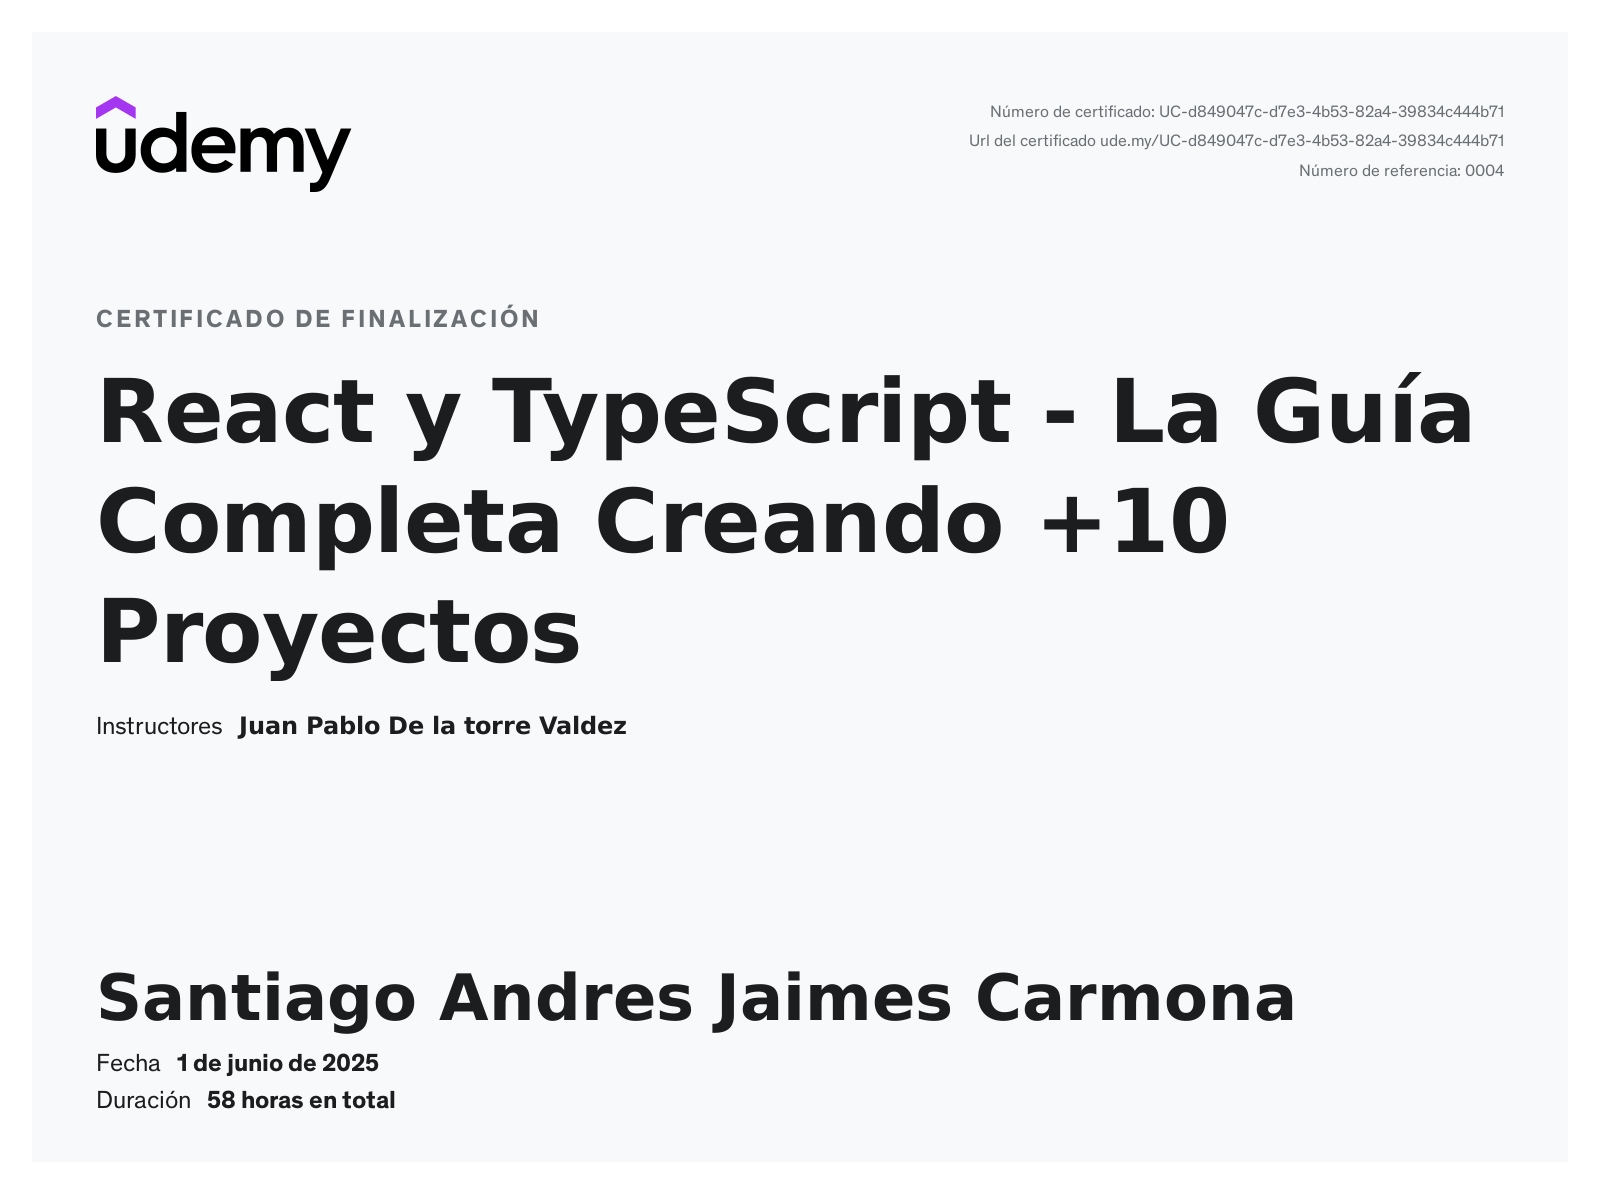 udemy
Número de certificado: UC-d849047c-d7e3-4b53-82a4-39834c444b71
Url del certificado ude.my/UC-d849047c-d7e3-4b53-82a4-39834c444b71
Número de referencia: 0004
CERTIFICADO DE FINALIZACIÓN
React y TypeScript - La Guía
Completa Creando +10
Proyectos
Instructores Juan Pablo De la torre Valdez
Santiago Andres Jaimes Carmona
Fecha 1 de junio de 2025
Duración 58 horas en total